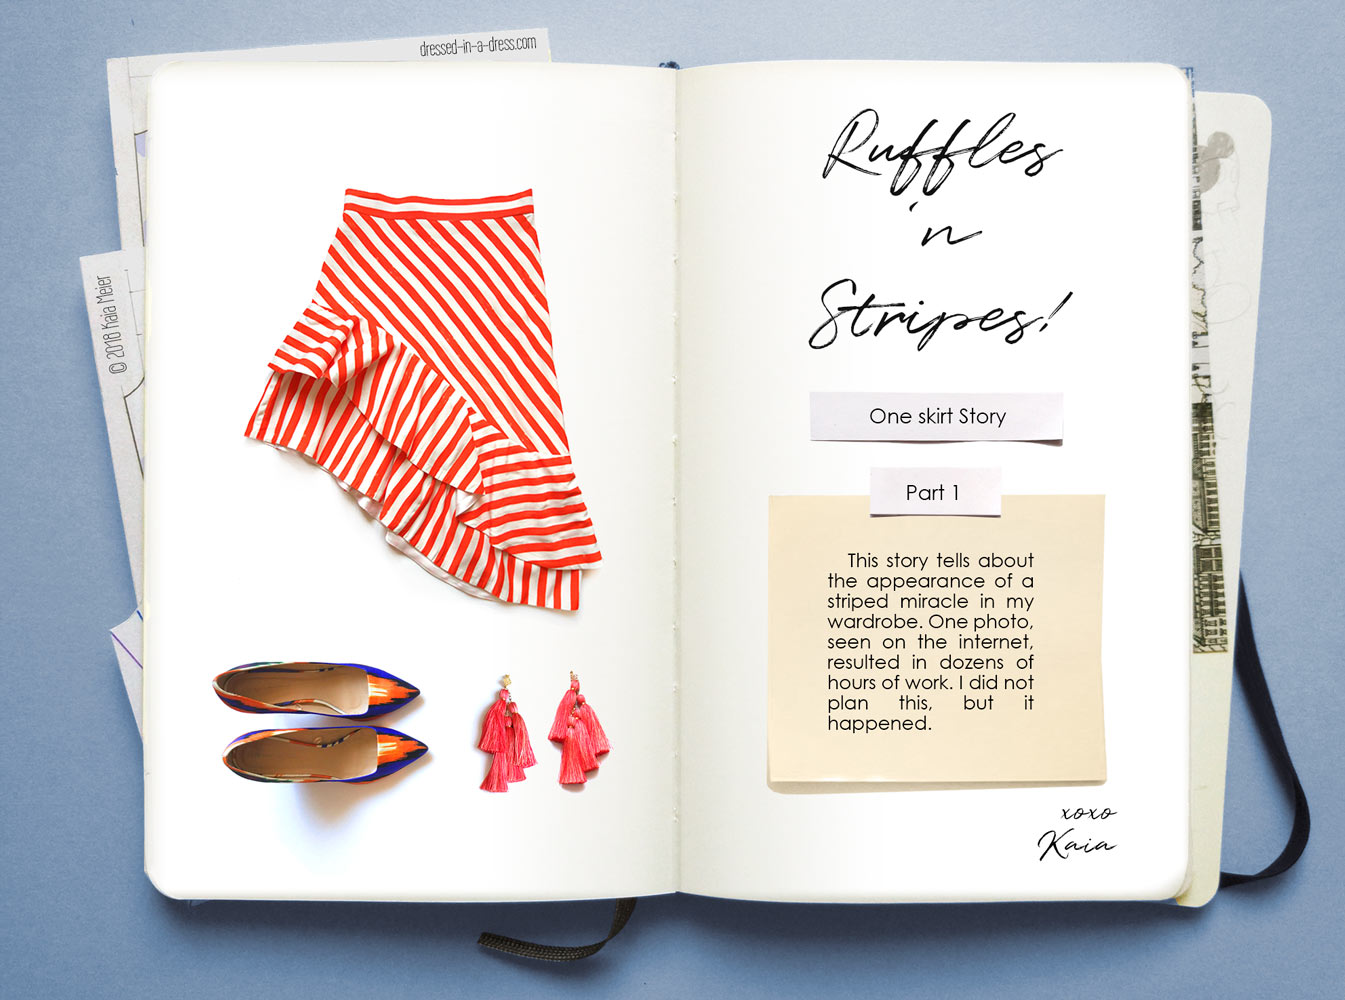 dressed-in-a-dress.com
© 2018 Kaia Meier
Ruffles
'n
Stripes!
One skirt Story
Part 1
This story tells about
the appearance of a
striped miracle in my
wardrobe. One photo,
seen on the internet,
resulted in dozens of
hours of work. I did not
plan this, but it
happened.
xoxo
Kaia